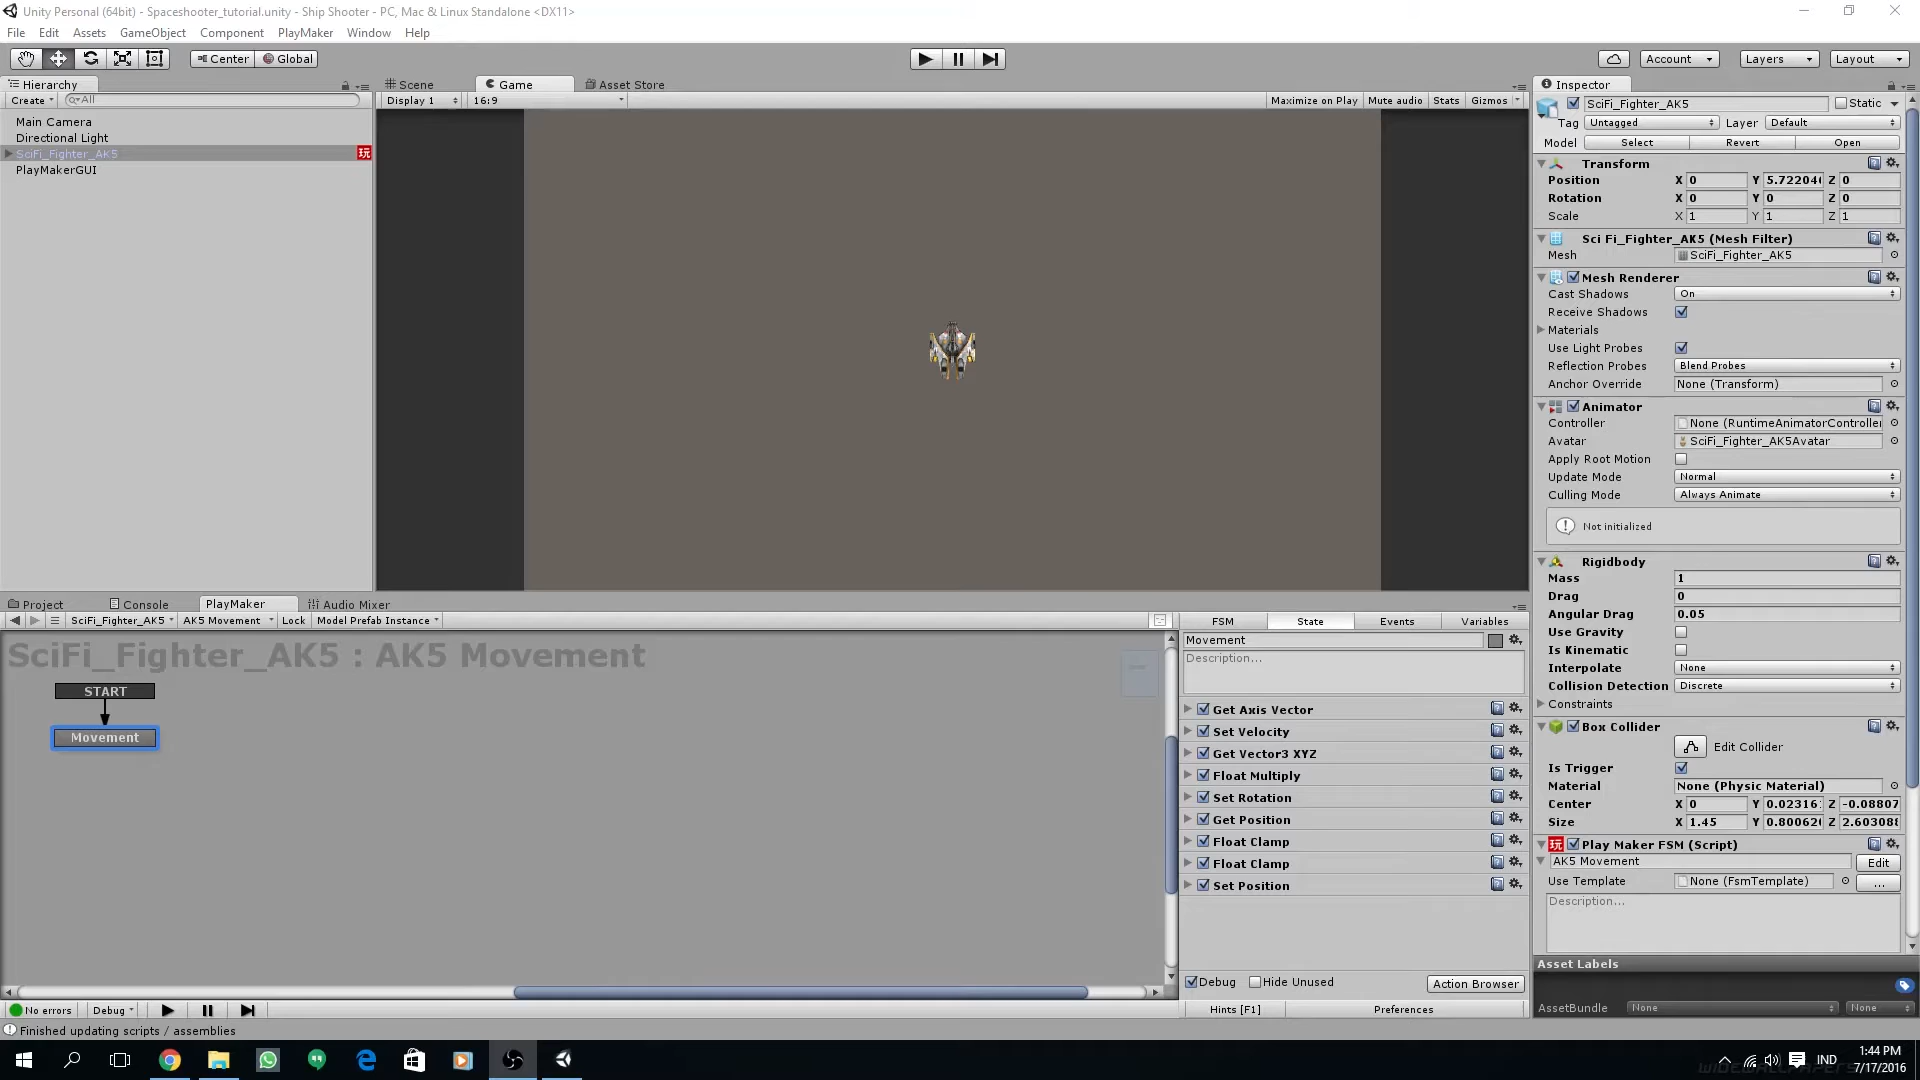 Unity Personal (64bit) - Spaceshooter_tutorial.unity - Ship Shooter - PC, Mac & Linux Standalone <DX11>
File Edit Assets GameObject Component PlayMaker Window Help
Center Global Account Layers Layout
Hierarchy
Create All
Main Camera
Directional Light
SciFi_Fighter_AK5 玩
PlayMakerGUI
Scene Game Asset Store
Display 1 16:9 Maximize on Play Mute audio Stats Gizmos
Inspector
SciFi_Fighter_AK5 Static
Tag Untagged Layer Default
Model Select Revert Open
Transform
Position X 0 Y 5.72204 Z 0
Rotation X 0 Y 0 Z 0
Scale X 1 Y 1 Z 1
Sci Fi_Fighter_AK5 (Mesh Filter)
Mesh SciFi_Fighter_AK5
Mesh Renderer
Cast Shadows On
Receive Shadows
Materials
Use Light Probes
Reflection Probes Blend Probes
Anchor Override None (Transform)
Animator
Controller None (RuntimeAnimatorController
Avatar SciFi_Fighter_AK5Avatar
Apply Root Motion
Update Mode Normal
Culling Mode Always Animate
Not initialized
Rigidbody
Mass 1
Drag 0
Angular Drag 0.05
Use Gravity
Is Kinematic
Interpolate None
Collision Detection Discrete
Constraints
Box Collider
Edit Collider
Is Trigger
Material None (Physic Material)
Center X 0 Y 0.02316 Z -0.08807
Size X 1.45 Y 0.80062 Z 2.60308
玩 Play Maker FSM (Script)
AK5 Movement Edit
Use Template None (FsmTemplate) ...
Description...
Asset Labels
AssetBundle None None
Project Console PlayMaker Audio Mixer
SciFi_Fighter_AK5 AK5 Movement Lock Model Prefab Instance
SciFi_Fighter_AK5 : AK5 Movement
START
Movement
FSM State Events Variables
Movement
Description...
Get Axis Vector
Set Velocity
Get Vector3 XYZ
Float Multiply
Set Rotation
Get Position
Float Clamp
Float Clamp
Set Position
Debug Hide Unused Action Browser
Hints [F1] Preferences
No errors Debug
Finished updating scripts / assemblies
IND
1:44 PM
7/17/2016